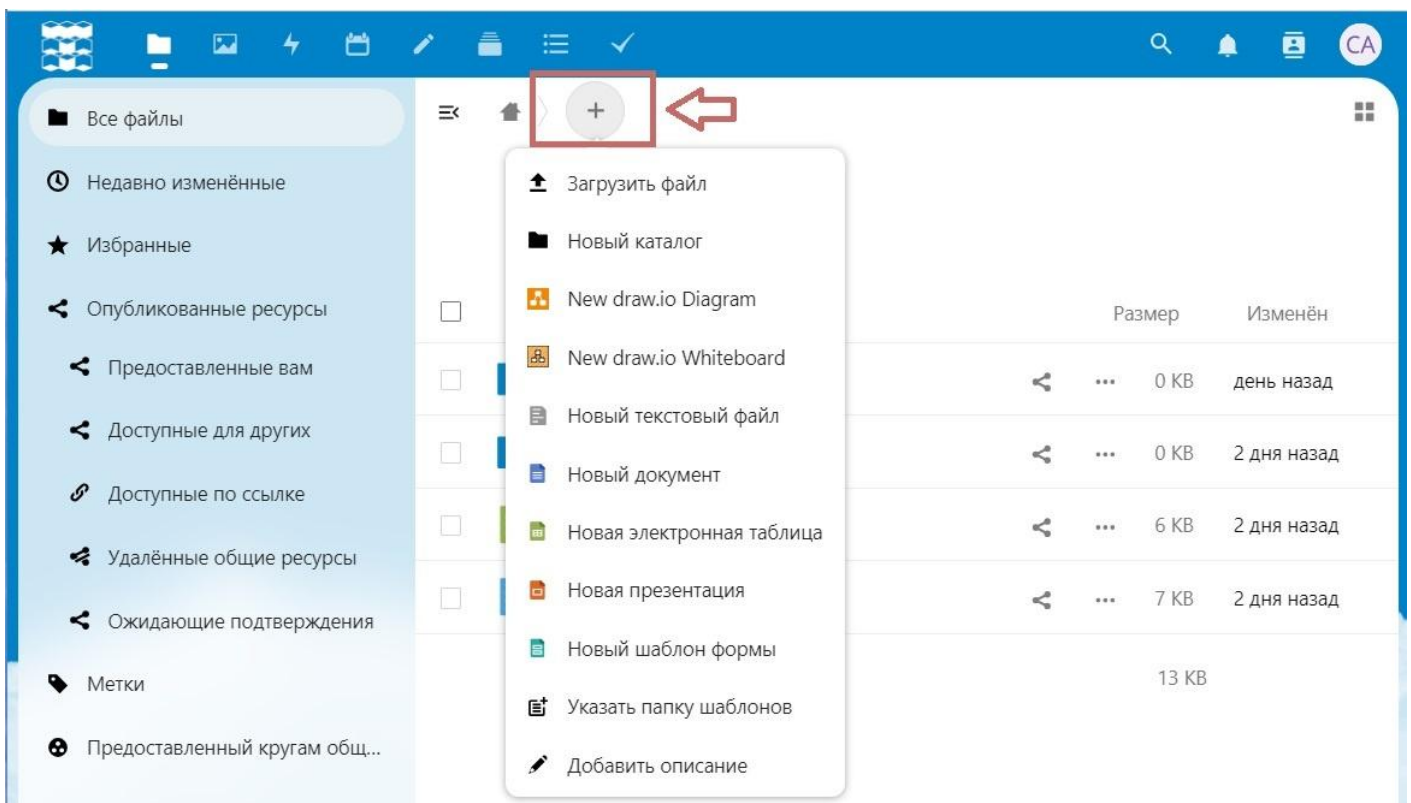 CA
Все файлы
Недавно изменённые
Избранные
Опубликованные ресурсы
Предоставленные вам
Доступные для других
Доступные по ссылке
Удалённые общие ресурсы
Ожидающие подтверждения
Метки
Предоставленный кругам общ...
Загрузить файл
Новый каталог
New draw.io Diagram
New draw.io Whiteboard
Новый текстовый файл
Новый документ
Новая электронная таблица
Новая презентация
Новый шаблон формы
Указать папку шаблонов
Добавить описание
Размер Изменён
0 KB день назад
0 KB 2 дня назад
6 KB 2 дня назад
7 KB 2 дня назад
13 KB